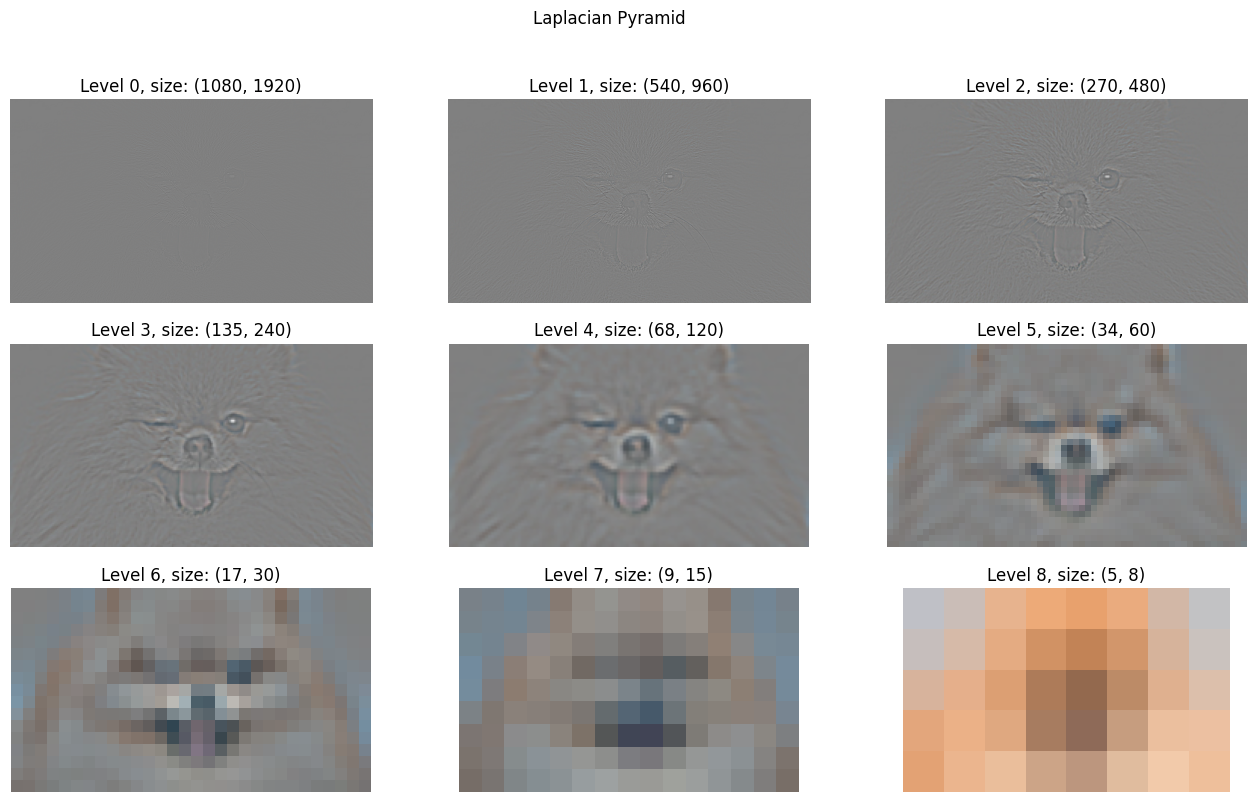 Laplacian Pyramid
Level 0, size: (1080, 1920)
Level 1, size: (540, 960)
Level 2, size: (270, 480)
Level 3, size: (135, 240)
Level 4, size: (68, 120)
Level 5, size: (34, 60)
Level 6, size: (17, 30)
Level 7, size: (9, 15)
Level 8, size: (5, 8)